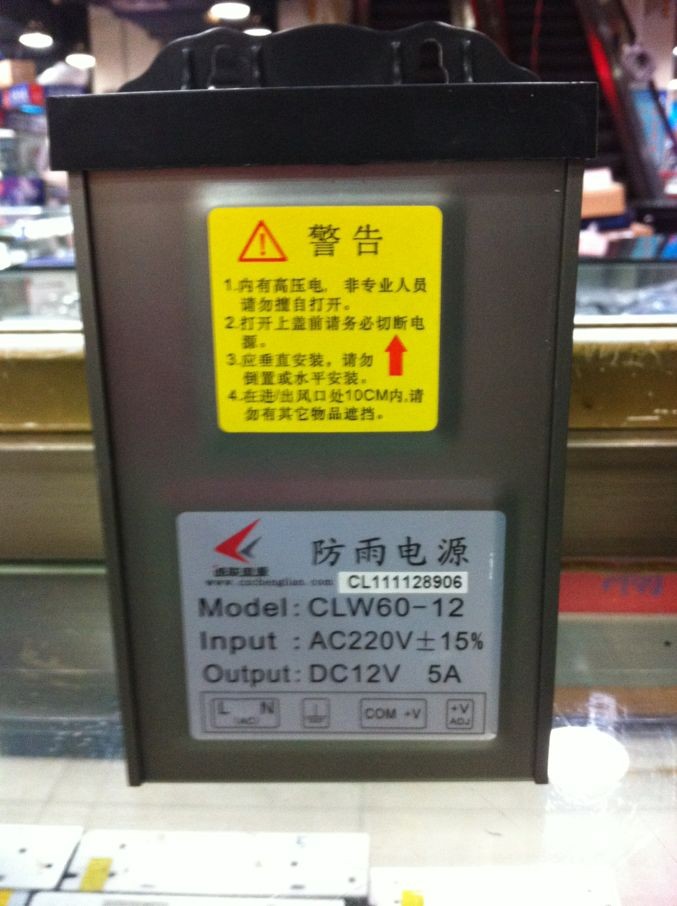 警告
1.内有高压电, 非专业人员
请勿擅自打开。
2.打开上盖前请务必切断电
源。
3.应垂直安装, 请勿
倒置或水平安装。
4.在进/出风口处10CM内,请
勿有其它物品遮挡。
防雨电源
www.cnchenglian.com
CL111128906
Model: CLW60-12
Input : AC220V±15%
Output: DC12V 5A
L N
(AC)
COM +V
+V
ADJ